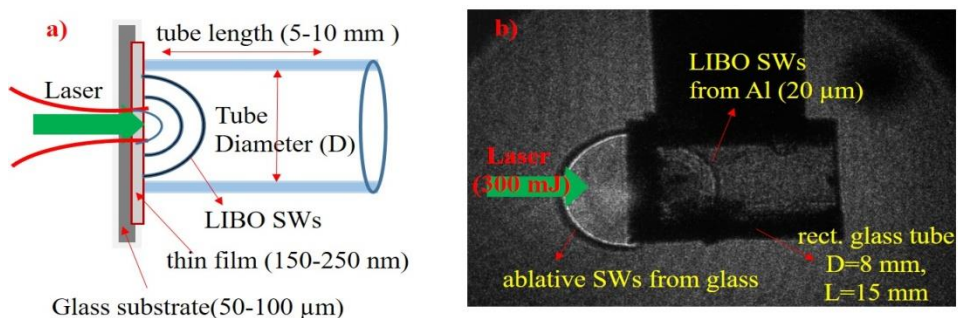 a)
tube length (5-10 mm )
Laser
Tube
Diameter (D)
LIBO SWs
thin film (150-250 nm)
Glass substrate(50-100 µm)
b)
LIBO SWs
from Al (20 µm)
Laser
(300 mJ)
rect. glass tube
D=8 mm,
L=15 mm
ablative SWs from glass